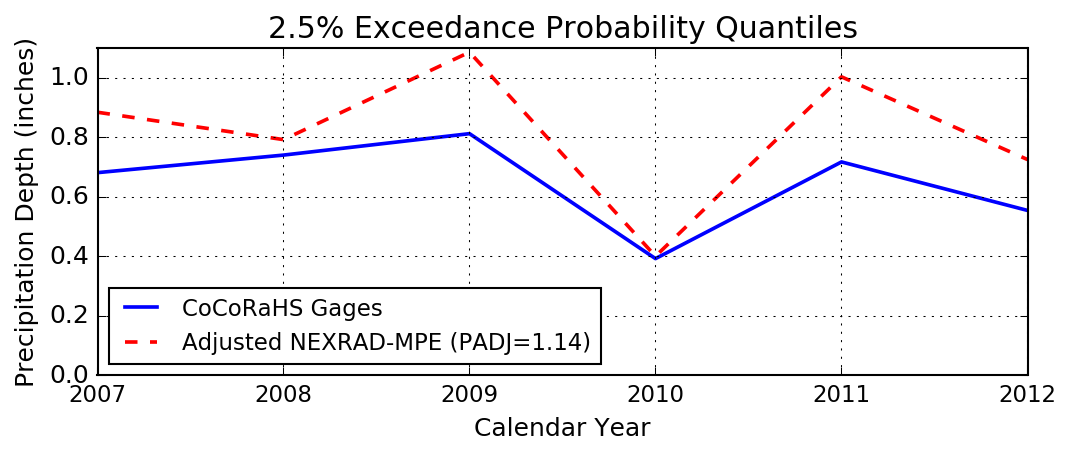 2.5% Exceedance Probability Quantiles
Precipitation Depth (inches)
1.0
0.8
0.6
0.4
0.2
0.0
CoCoRaHS Gages
Adjusted NEXRAD-MPE (PADJ=1.14)
2007 2008 2009 2010 2011 2012
Calendar Year